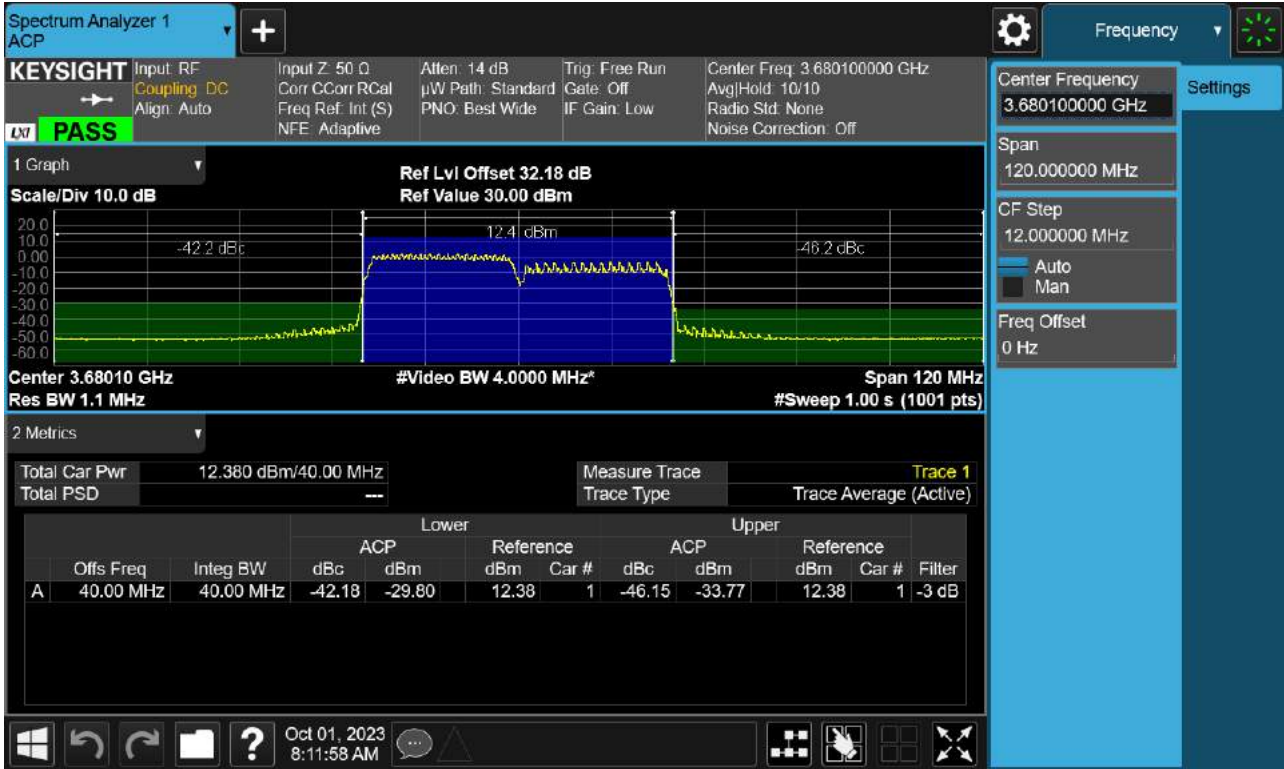 Spectrum Analyzer 1
ACP
Frequency
KEYSIGHT
Input: RF
Coupling: DC
Align: Auto
Input Z: 50 Ω
Corr CCorr RCal
Freq Ref: Int (S)
NFE: Adaptive
Atten: 14 dB
µW Path: Standard
PNO: Best Wide
Trig: Free Run
Gate: Off
IF Gain: Low
Center Freq: 3.680100000 GHz
Avg|Hold: 10/10
Radio Std: None
Noise Correction: Off
LXI
PASS
Center Frequency
3.680100000 GHz
Settings
Span
120.000000 MHz
CF Step
12.000000 MHz
Auto
Man
Freq Offset
0 Hz
1 Graph
Scale/Div 10.0 dB
Ref Lvl Offset 32.18 dB
Ref Value 30.00 dBm
20.0
10.0
0.00
-10.0
-20.0
-30.0
-40.0
-50.0
-60.0
-42.2 dBc
12.4 dBm
-46.2 dBc
Center 3.68010 GHz
#Video BW 4.0000 MHz*
Span 120 MHz
Res BW 1.1 MHz
#Sweep 1.00 s (1001 pts)
2 Metrics
Total Car Pwr 12.380 dBm/40.00 MHz
Total PSD ---
Measure Trace Trace 1
Trace Type Trace Average (Active)
Lower Upper
ACP Reference ACP Reference
Offs Freq Integ BW dBc dBm dBm Car # dBc dBm dBm Car # Filter
A 40.00 MHz 40.00 MHz -42.18 -29.80 12.38 1 -46.15 -33.77 12.38 1 -3 dB
Oct 01, 2023
8:11:58 AM